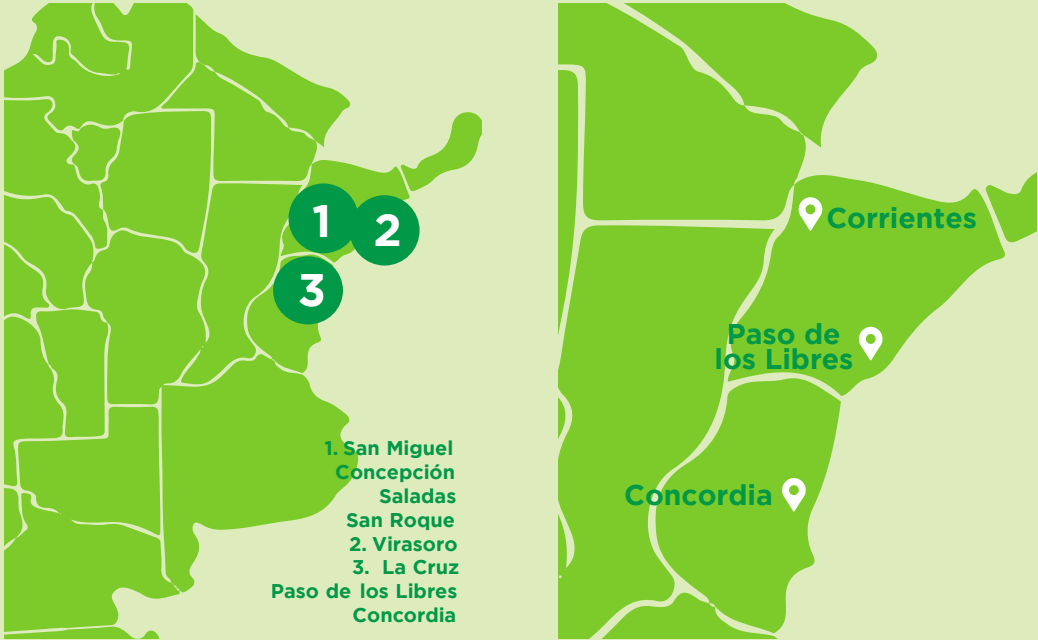 1
2
3
1. San Miguel
Concepción
Saladas
San Roque
2. Virasoro
3. La Cruz
Paso de los Libres
Concordia
Corrientes
Paso de
los Libres
Concordia